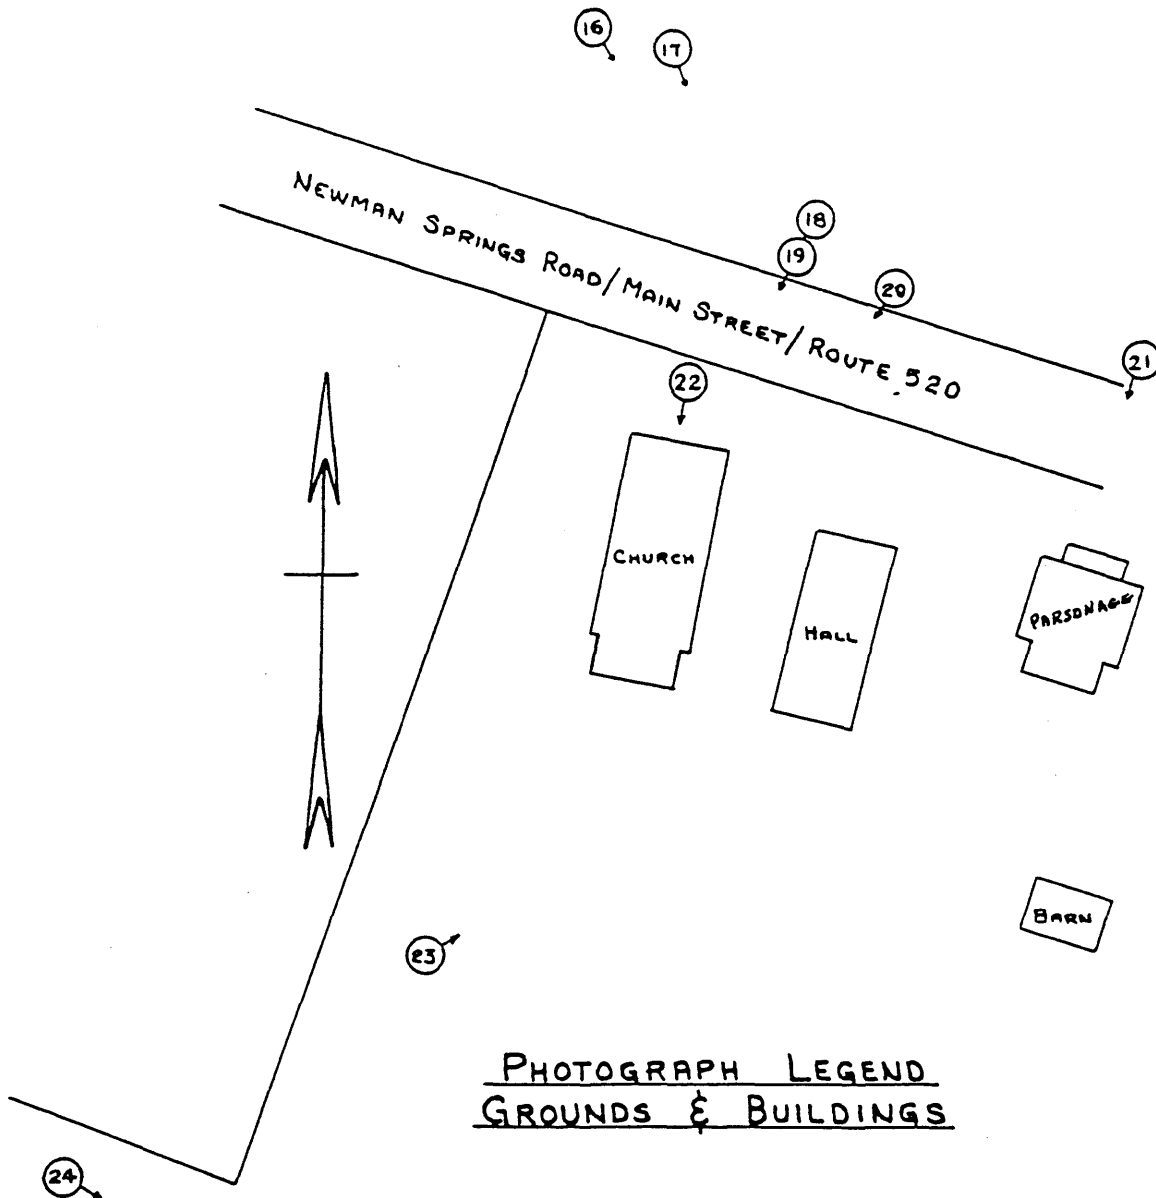 16
17
NEWMAN SPRINGS ROAD/MAIN STREET/ROUTE 520
18
19
20
21
22
CHURCH
HALL
PARSONAGE
BARN
23
PHOTOGRAPH LEGEND
GROUNDS & BUILDINGS
24